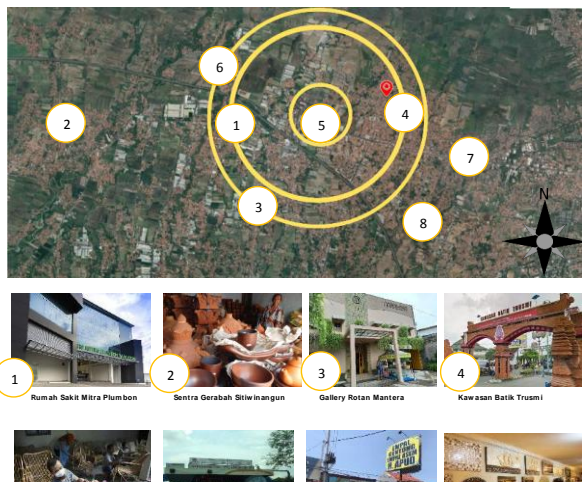 6
2
1
5
4
7
3
8
N
1
2
3
4
Rumah Sakit Mitra Plumbon
Sentra Gerabah Sitiwinangun
Gallery Rotan Mantera
Kawasan Batik Trusmi